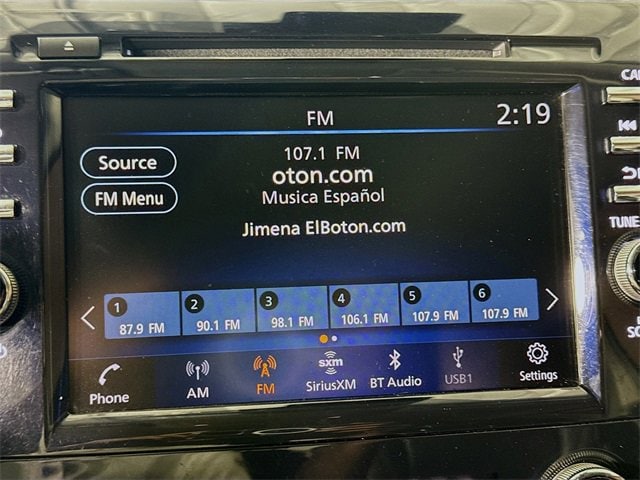 FM
2:19
Source
107.1 FM
oton.com
FM Menu
Musica Español
Jimena ElBoton.com
1 2 3 4 5 6
87.9 FM 90.1 FM 98.1 FM 106.1 FM 107.9 FM 107.9 FM
Phone AM FM sxm SiriusXM BT Audio USB1 Settings
TUNE